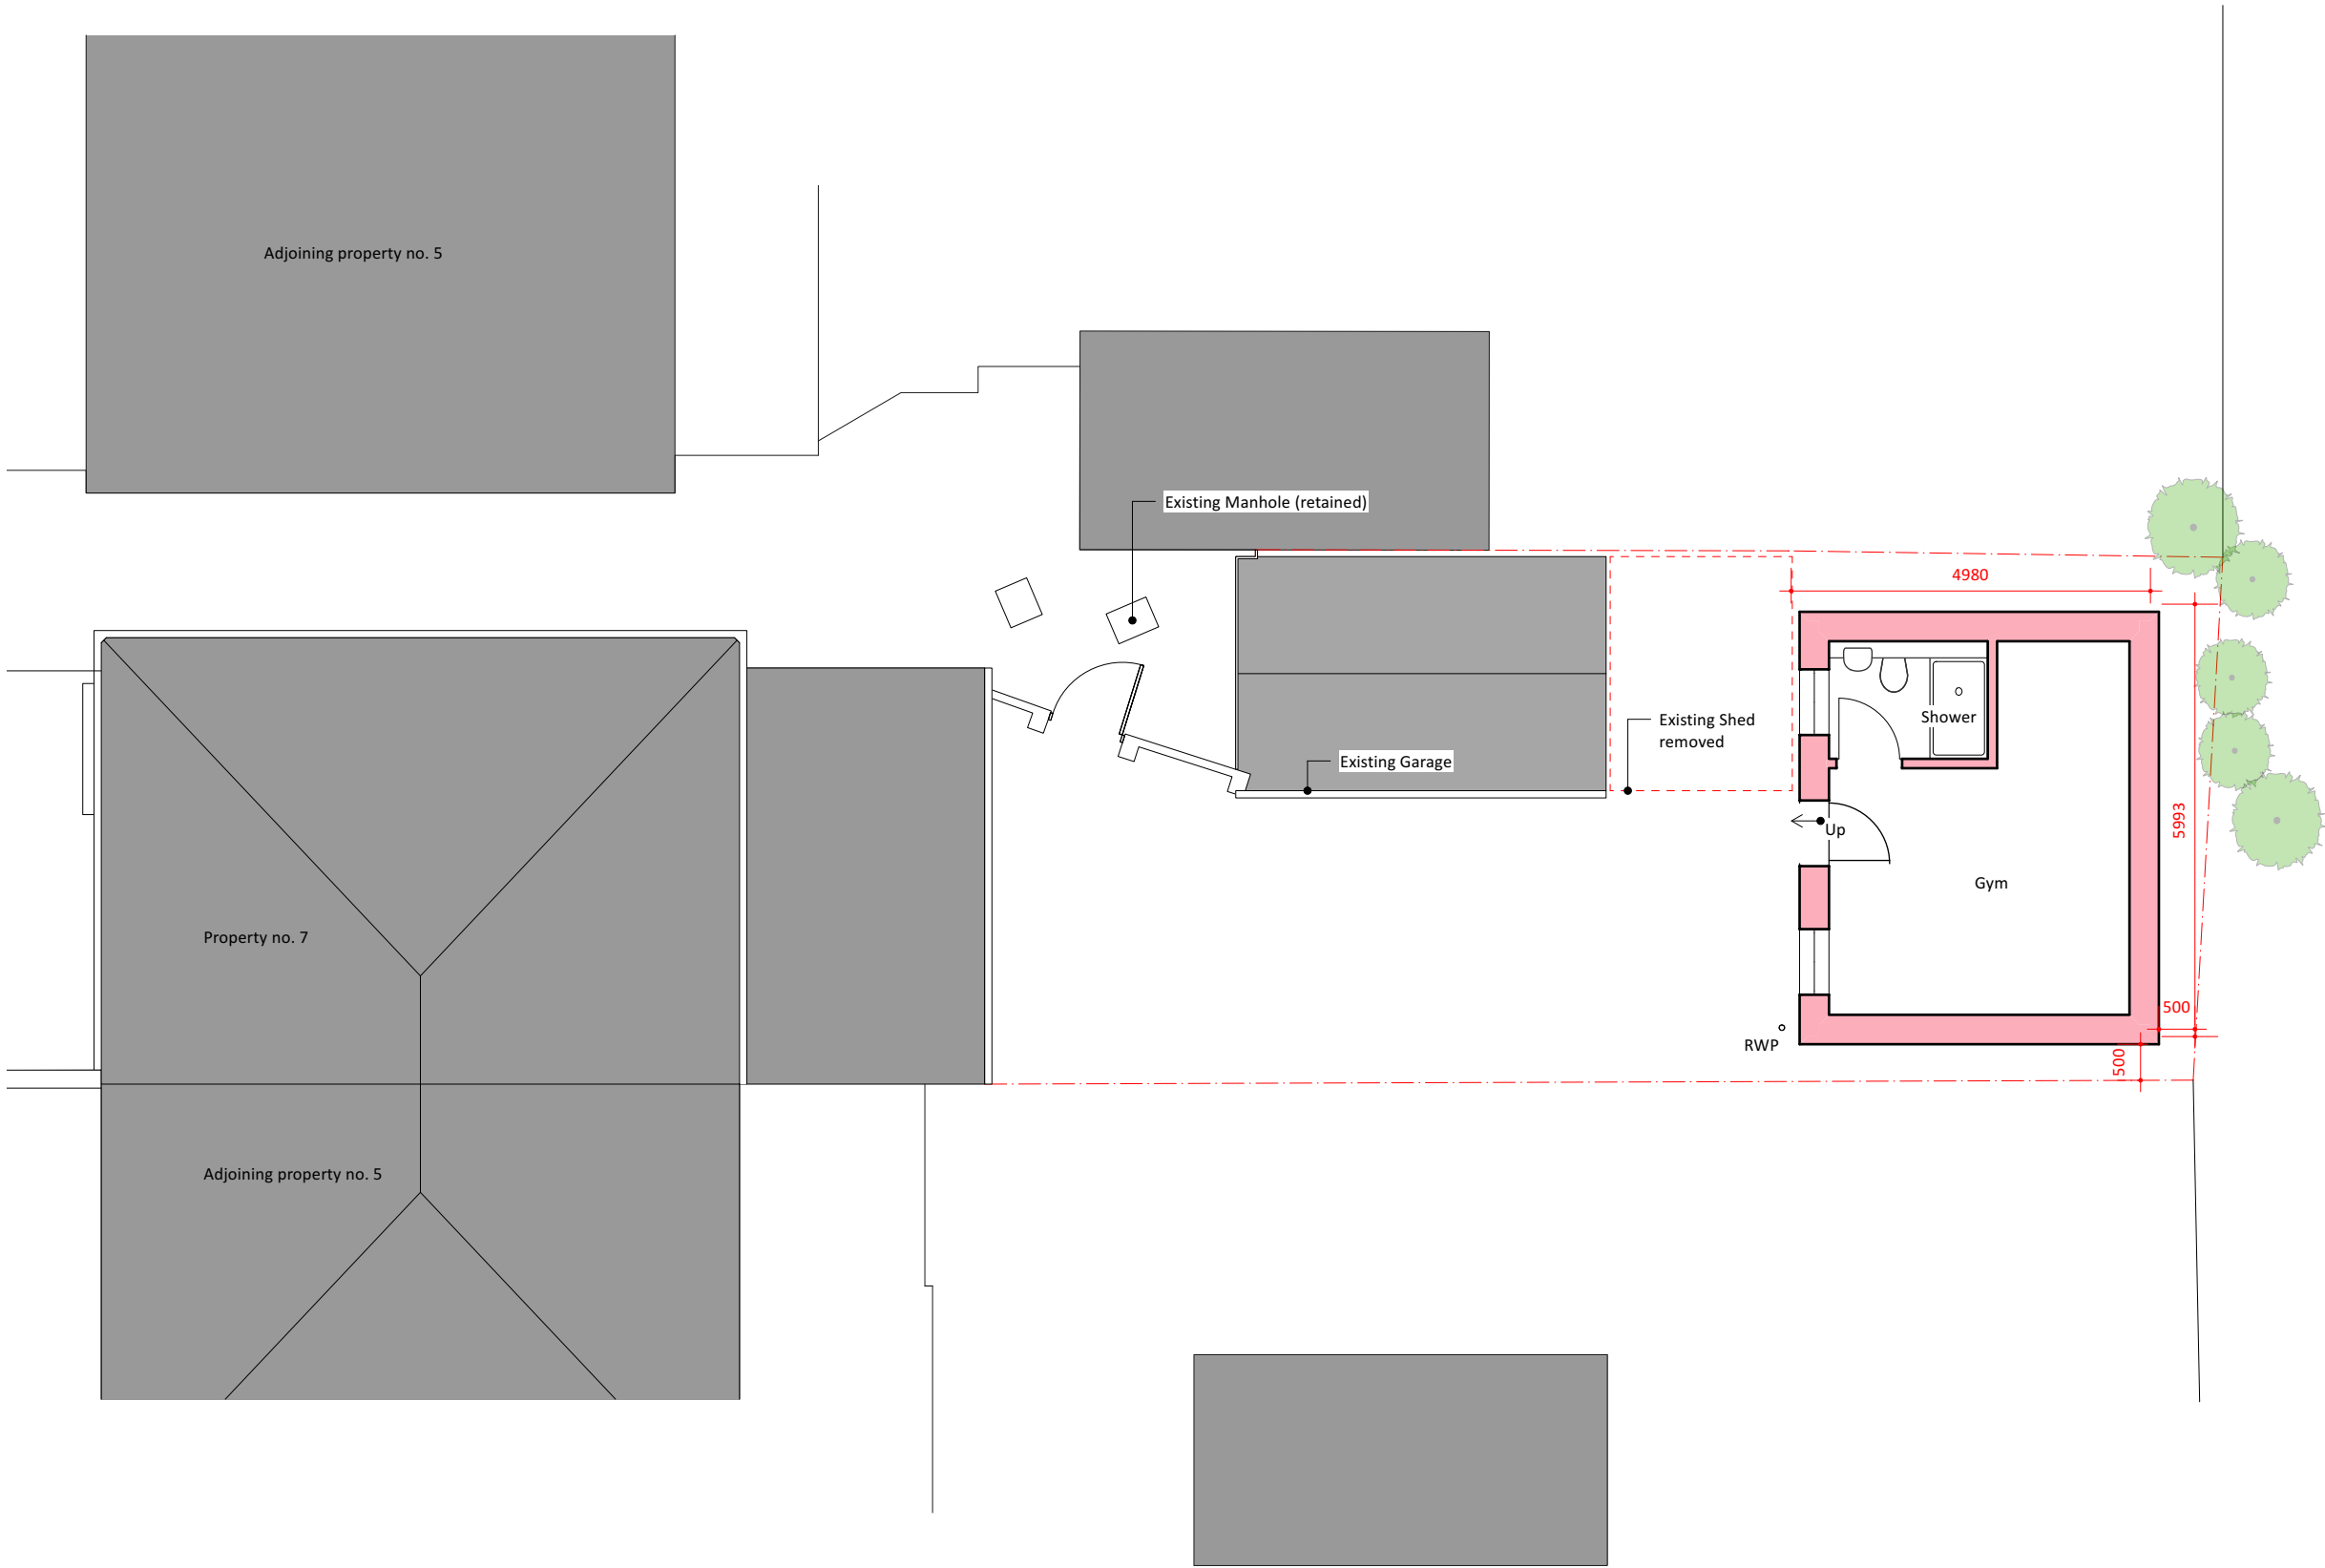 Adjoining property no. 5
Existing Manhole (retained)
4980
Existing Shed
removed
Shower
Existing Garage
5993
Up
Gym
Property no. 7
500
RWP
500
Adjoining property no. 5